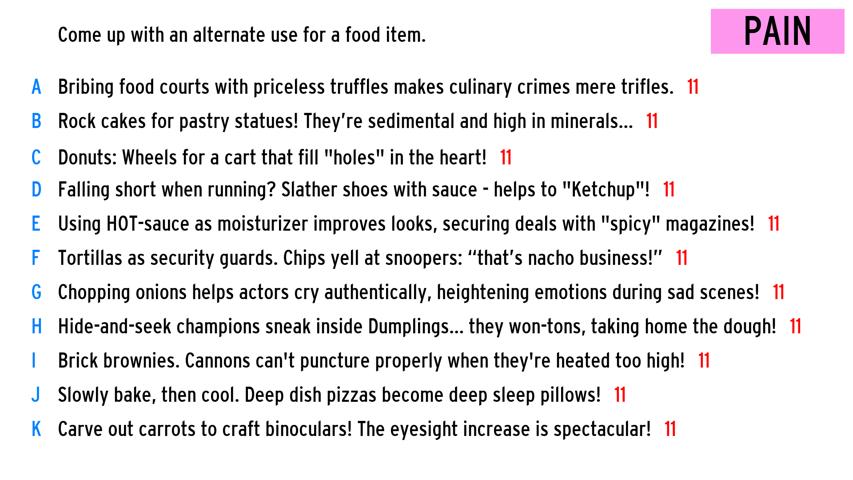 Come up with an alternate use for a food item.
PAIN
A Bribing food courts with priceless truffles makes culinary crimes mere trifles. 11
B Rock cakes for pastry statues! They're sedimental and high in minerals... 11
C Donuts: Wheels for a cart that fill "holes" in the heart! 11
D Falling short when running? Slather shoes with sauce - helps to "Ketchup"! 11
E Using HOT-sauce as moisturizer improves looks, securing deals with "spicy" magazines! 11
F Tortillas as security guards. Chips yell at snoopers: “that’s nacho business!” 11
G Chopping onions helps actors cry authentically, heightening emotions during sad scenes! 11
H Hide-and-seek champions sneak inside Dumplings... they won-tons, taking home the dough! 11
I Brick brownies. Cannons can't puncture properly when they're heated too high! 11
J Slowly bake, then cool. Deep dish pizzas become deep sleep pillows! 11
K Carve out carrots to craft binoculars! The eyesight increase is spectacular! 11